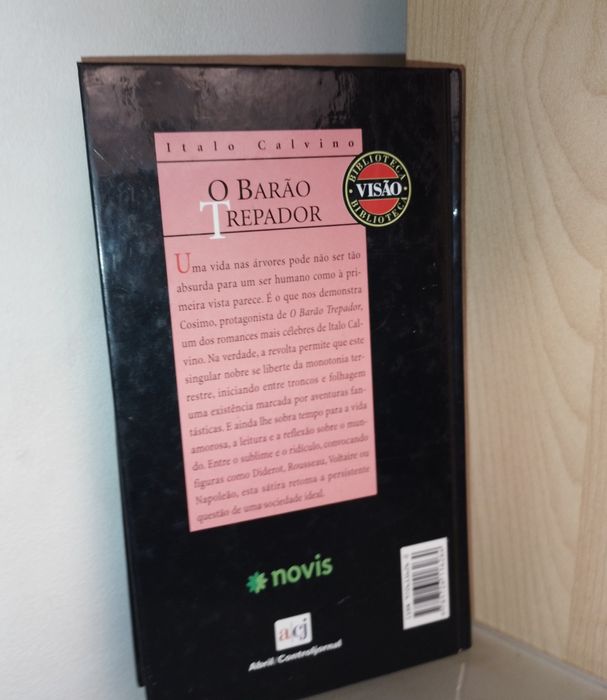 Italo Calvino
O BARÃO
TREPADOR
BIBLIOTECA
VISÃO
BIBLIOTECA
Uma vida nas árvores pode não ser tão
absurda para um ser humano como à pri-
meira vista parece. É o que nos demonstra
Cosimo, protagonista de O Barão Trepador,
um dos romances mais célebres de Italo Cal-
vino. Na verdade, a revolta permite que este
singular nobre se liberte da monotonia ter-
restre, iniciando entre troncos e folhagem
uma existência marcada por aventuras fan-
tásticas. E ainda lhe sobra tempo para a vida
amorosa, a leitura e a reflexão sobre o mun-
do. Entre o sublime e o ridículo, convocando
figuras como Diderot, Rousseau, Voltaire ou
Napoleão, esta sátira retoma a persistente
questão de uma sociedade ideal.
novis
a/cj
Abril/Controljornal